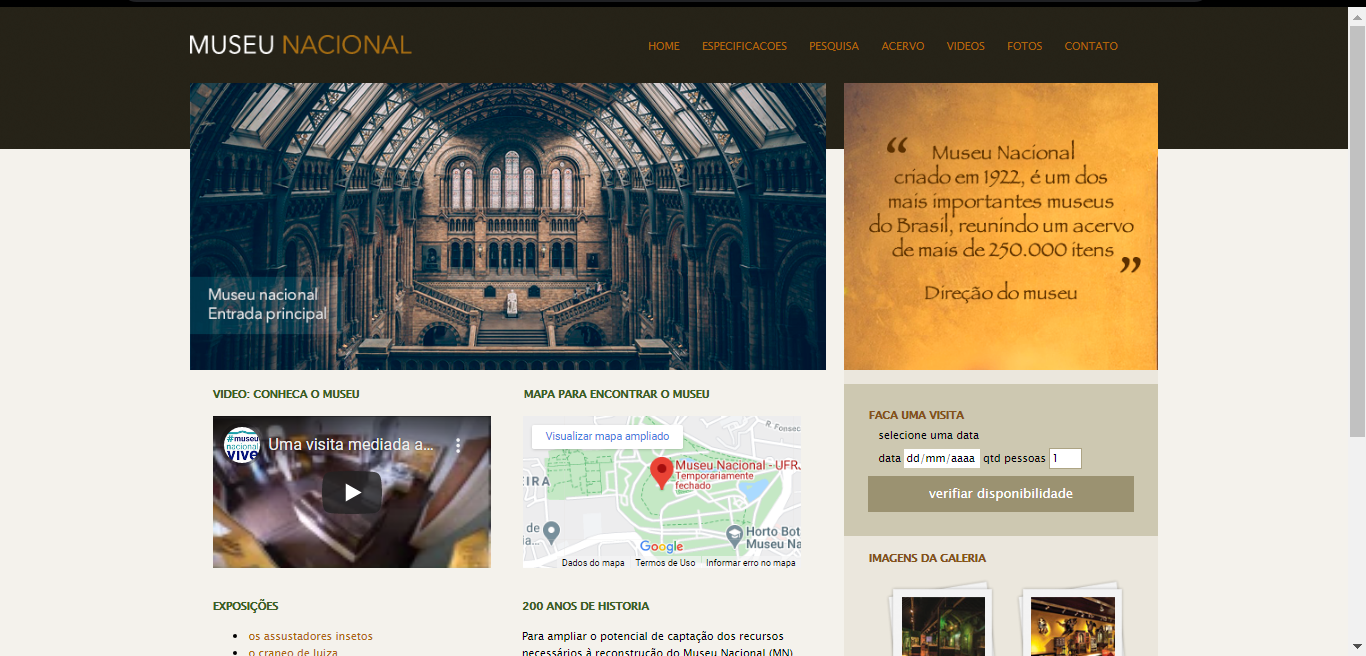 MUSEU NACIONAL
HOME ESPECIFICACOES PESQUISA ACERVO VIDEOS FOTOS CONTATO
Museu nacional
Entrada principal
“ Museu Nacional
criado em 1922, é um dos
mais importantes museus
do Brasil, reunindo um acervo
de mais de 250.000 itens ”
Direção do museu
VIDEO: CONHECA O MUSEU
#museu
nacional
vive
Uma visita mediada a...
MAPA PARA ENCONTRAR O MUSEU
Visualizar mapa ampliado
R. Fonsec
Museu Nacional - UFRJ
Temporariamente
fechado
EIRA
de
ia...
Horto Bot
Museu Na
Google
Dados do mapa Termos de Uso Informar erro no mapa
FACA UMA VISITA
selecione uma data
data dd/mm/aaaa qtd pessoas 1
verifiar disponibilidade
IMAGENS DA GALERIA
EXPOSIÇÕES
os assustadores insetos
o craneo de luiza
200 ANOS DE HISTORIA
Para ampliar o potencial de captação dos recursos
necessários à reconstrução do Museu Nacional (MN)